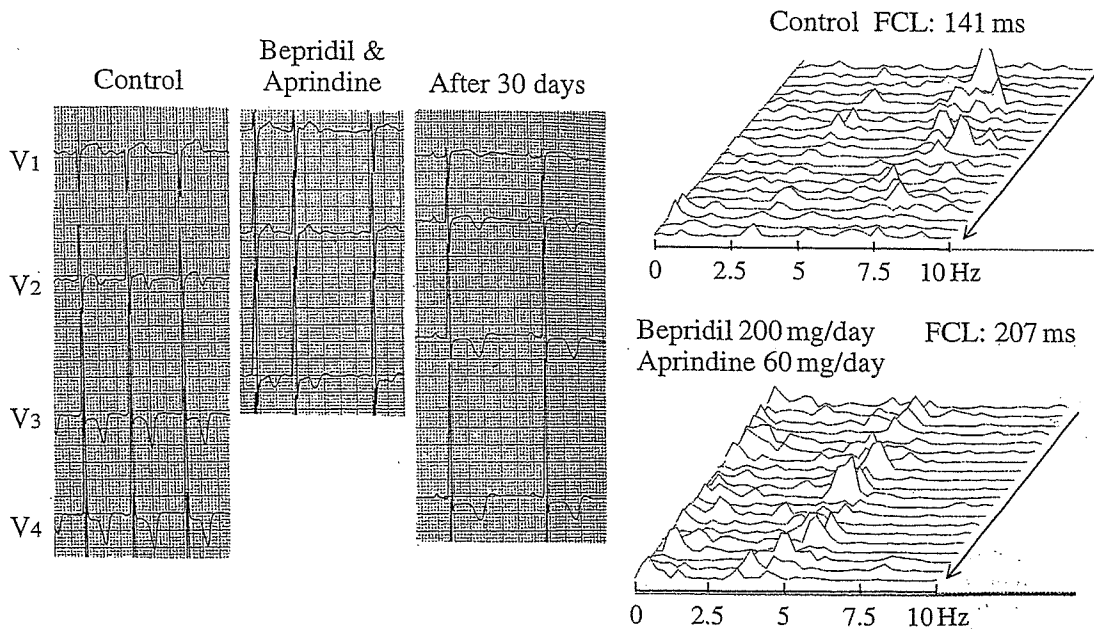 Control
Bepridil &
Aprindine
After 30 days
V1
V2
V3
V4
Control FCL: 141 ms
0 2.5 5 7.5 10 Hz
Bepridil 200 mg/day FCL: 207 ms
Aprindine 60 mg/day
0 2.5 5 7.5 10 Hz